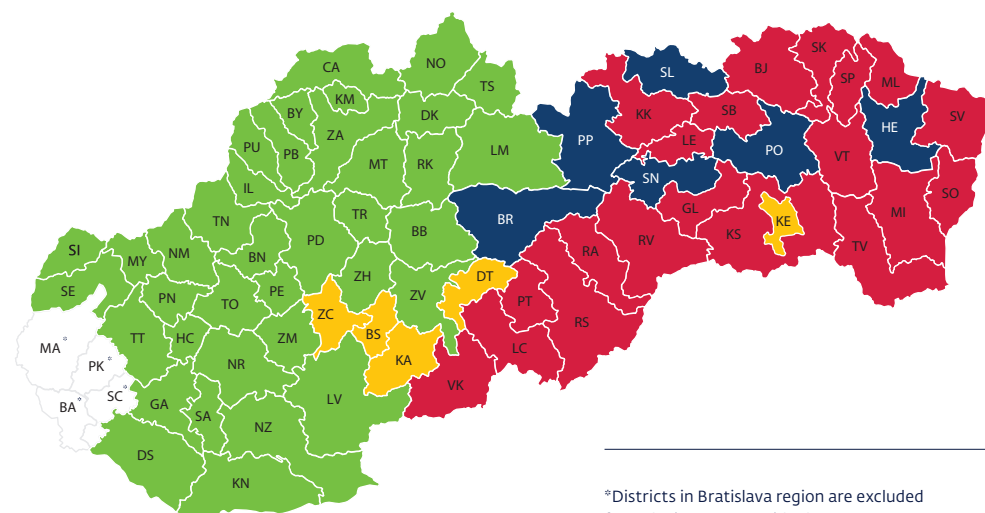 SK
NO
CA
SL
BJ
SP
ML
TS
KM
BY
DK
KK
SB
SV
HE
ZA
PU
PB
LM
PP
LE
PO
VT
MT
RK
SN
IL
SO
GL
MI
TR
TN
BR
BB
KE
KS
PD
RV
TV
SI
NM
MY
BN
RA
ZH
DT
SE
PE
ZV
PN
TO
PT
ZC
RS
BS
TT
HC
ZM
MA*
LC
KA
PK*
NR
VK
SC*
LV
GA
BA*
SA
NZ
DS
KN
*Districts in Bratislava region are excluded